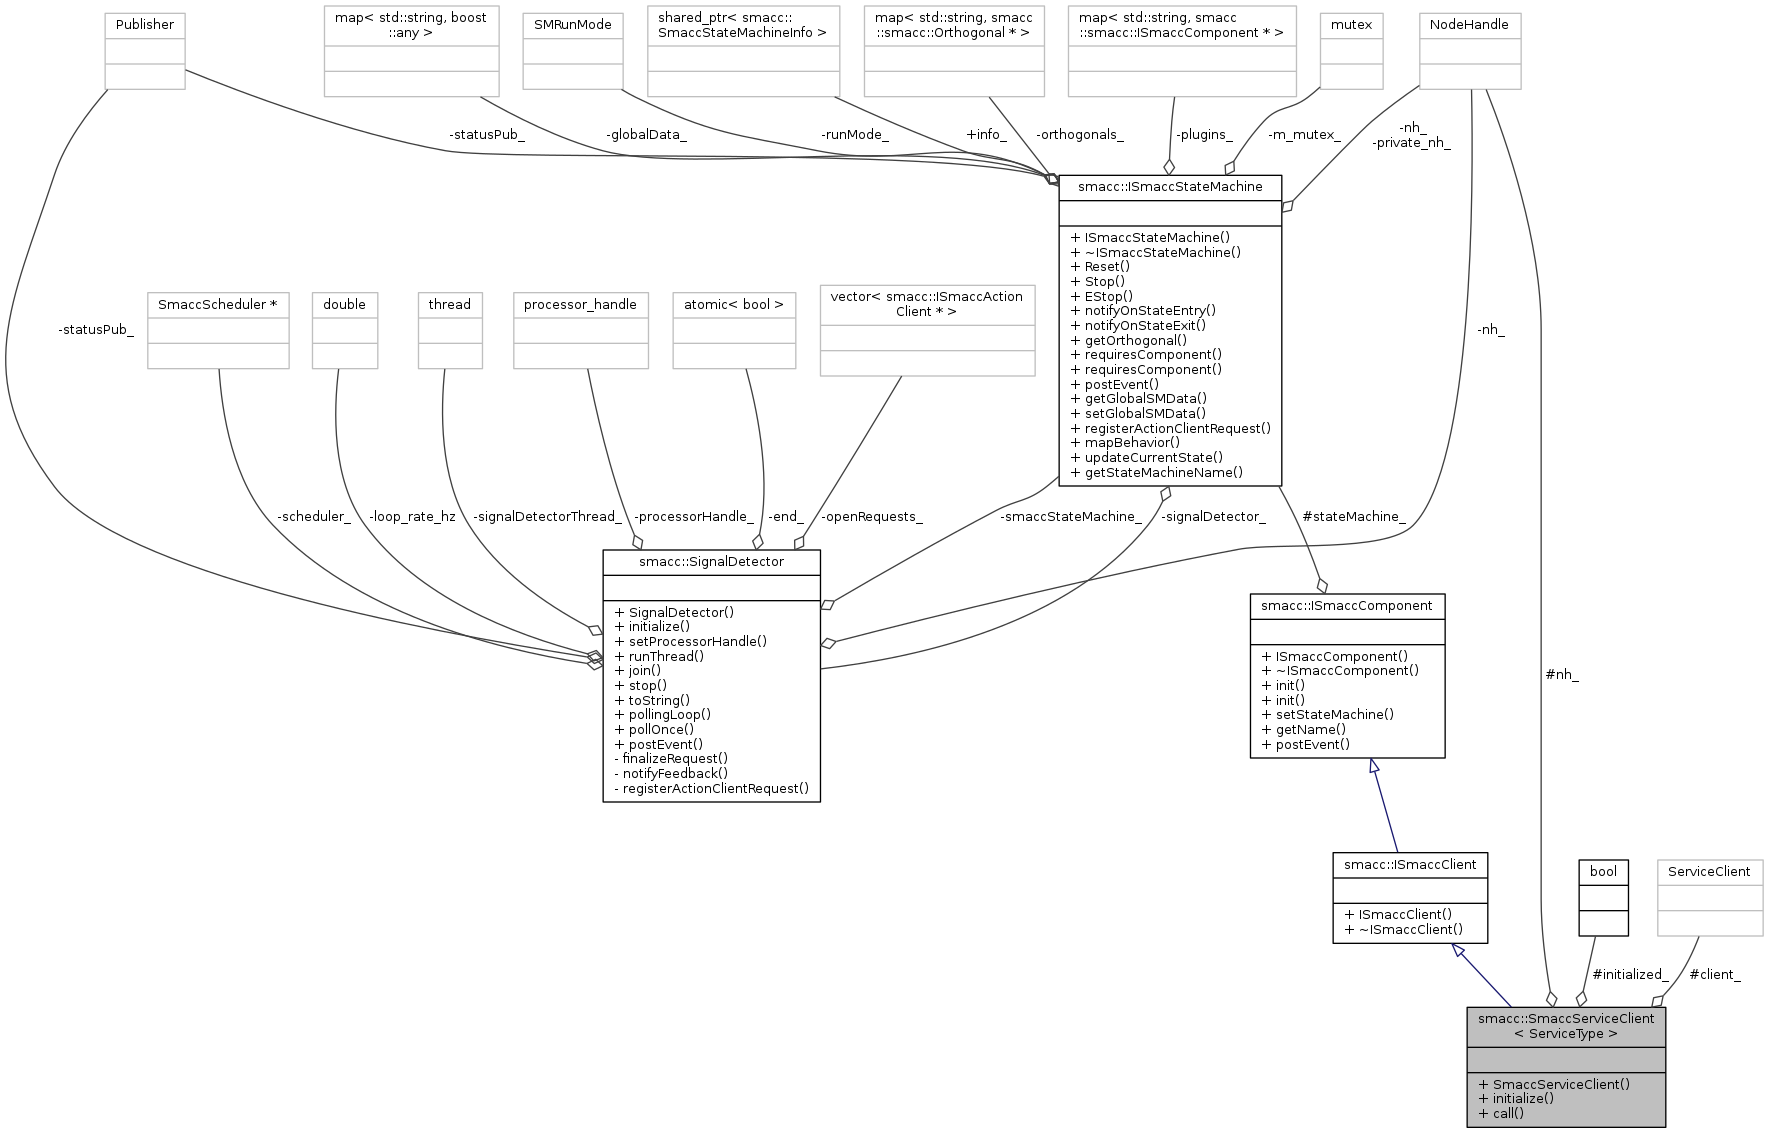 Publisher
map< std::string, boost
::any >
SMRunMode
shared_ptr< smacc::
SmaccStateMachineInfo >
map< std::string, smacc
::smacc::Orthogonal * >
map< std::string, smacc
::smacc::ISmaccComponent * >
mutex
NodeHandle
-statusPub_
-globalData_
-runMode_
+info_
-orthogonals_
-plugins_
-m_mutex_
-nh_
-private_nh_
smacc::ISmaccStateMachine
+ ISmaccStateMachine()
+ ~ISmaccStateMachine()
+ Reset()
+ Stop()
+ EStop()
+ notifyOnStateEntry()
+ notifyOnStateExit()
+ getOrthogonal()
+ requiresComponent()
+ requiresComponent()
+ postEvent()
+ getGlobalSMData()
+ setGlobalSMData()
+ registerActionClientRequest()
+ mapBehavior()
+ updateCurrentState()
+ getStateMachineName()
-statusPub_
SmaccScheduler *
double
thread
processor_handle
atomic< bool >
vector< smacc::ISmaccAction
Client * >
-nh_
-scheduler_
-loop_rate_hz
-signalDetectorThread_
-processorHandle_
-end_
-openRequests_
-smaccStateMachine_
-signalDetector_
#stateMachine_
smacc::SignalDetector
+ SignalDetector()
+ initialize()
+ setProcessorHandle()
+ runThread()
+ join()
+ stop()
+ toString()
+ pollingLoop()
+ pollOnce()
+ postEvent()
- finalizeRequest()
- notifyFeedback()
- registerActionClientRequest()
smacc::ISmaccComponent
+ ISmaccComponent()
+ ~ISmaccComponent()
+ init()
+ init()
+ setStateMachine()
+ getName()
+ postEvent()
#nh_
smacc::ISmaccClient
+ ISmaccClient()
+ ~ISmaccClient()
bool
ServiceClient
#initialized_
#client_
smacc::SmaccServiceClient
< ServiceType >
+ SmaccServiceClient()
+ initialize()
+ call()